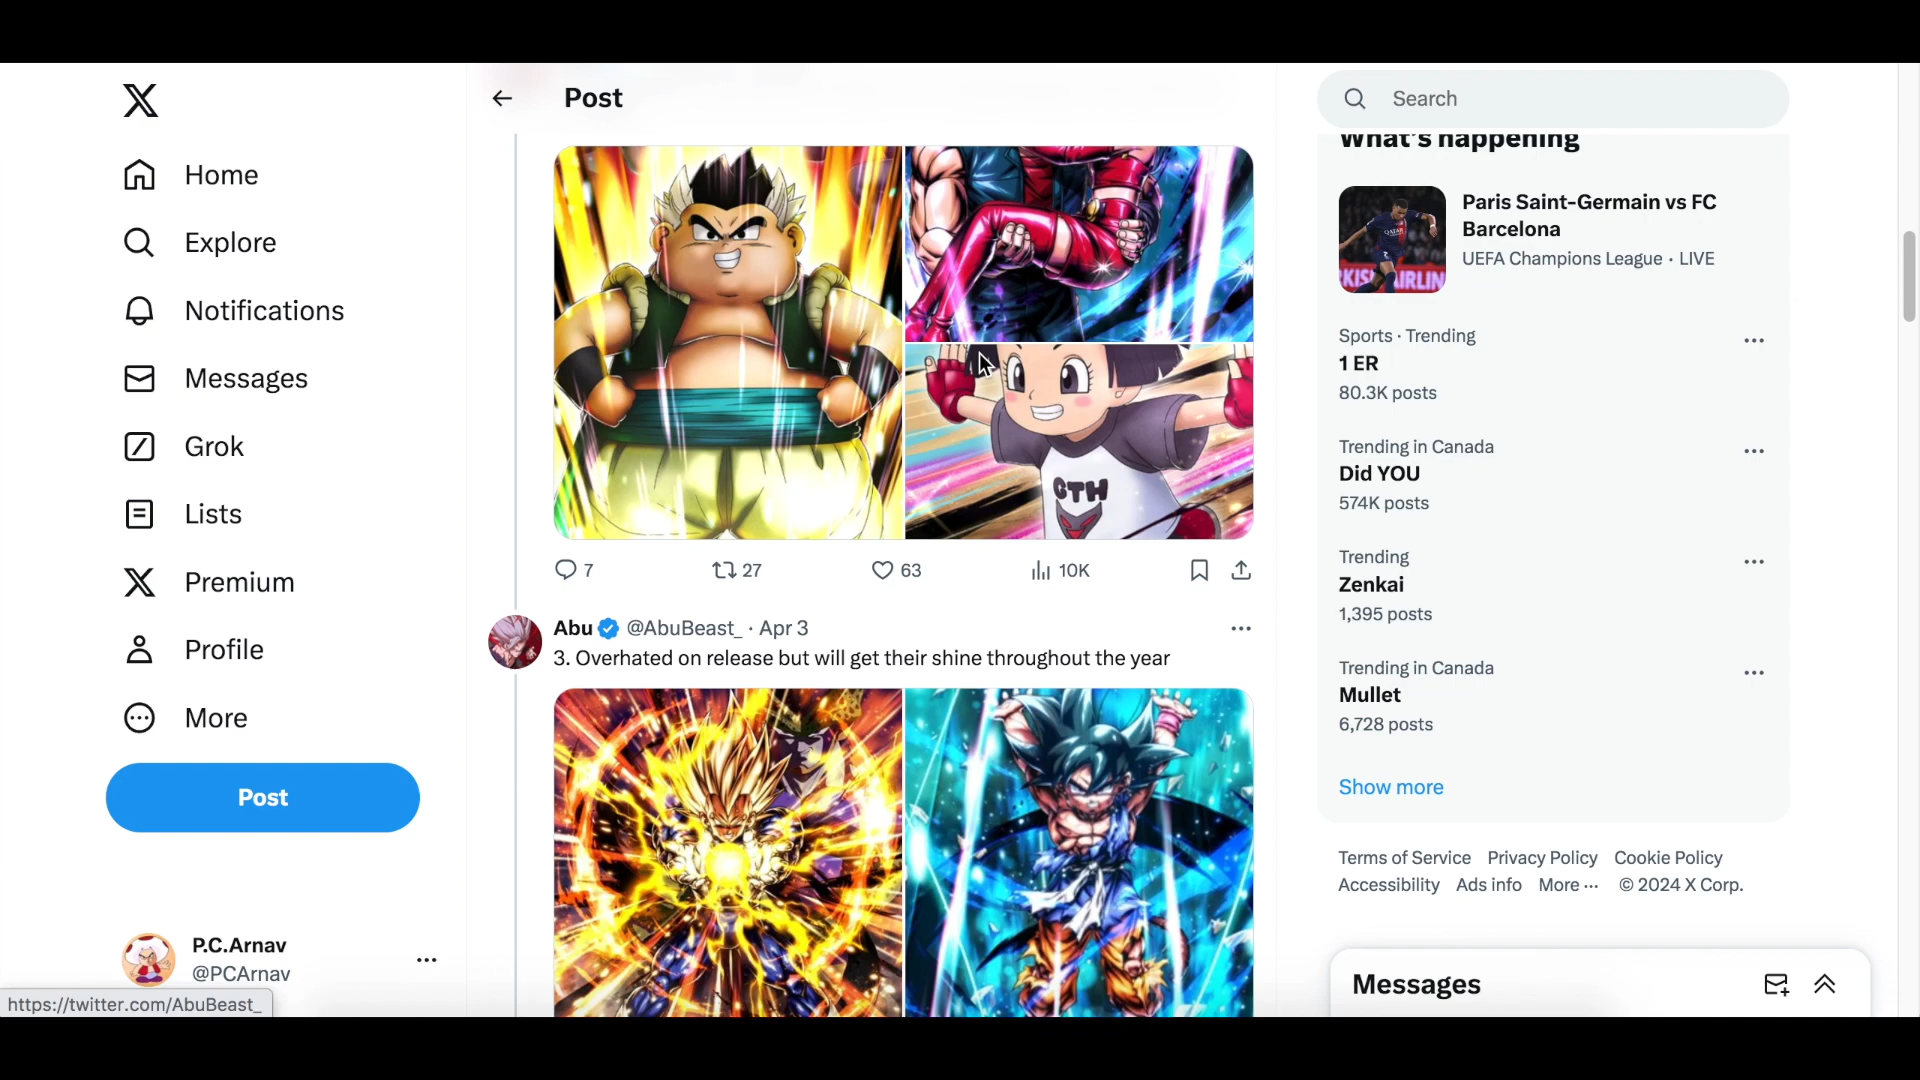 Post
Search
What's happening
Home
Explore
Notifications
Messages
Grok
Lists
Premium
Profile
More
Post
P.C.Arnav
@PCArnav
https://twitter.com/AbuBeast_
GTH
7
27
63
10K
Abu @AbuBeast_ · Apr 3
3. Overhated on release but will get their shine throughout the year
Paris Saint-Germain vs FC
Barcelona
UEFA Champions League · LIVE
QATAR
Sports · Trending
1 ER
80.3K posts
Trending in Canada
Did YOU
574K posts
Trending
Zenkai
1,395 posts
Trending in Canada
Mullet
6,728 posts
Show more
Terms of Service Privacy Policy Cookie Policy
Accessibility Ads info More ··· © 2024 X Corp.
Messages